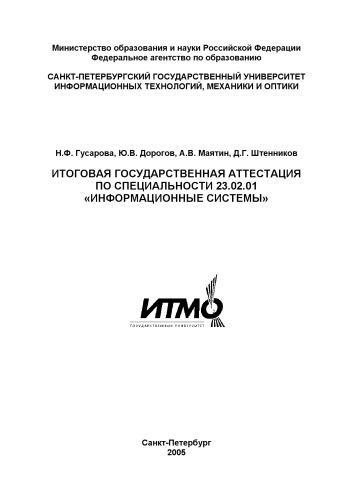 Министерство образования и науки Российской Федерации
Федеральное агентство по образованию
САНКТ-ПЕТЕРБУРГСКИЙ ГОСУДАРСТВЕННЫЙ УНИВЕРСИТЕТ
ИНФОРМАЦИОННЫХ ТЕХНОЛОГИЙ, МЕХАНИКИ И ОПТИКИ
Н.Ф. Гусарова, Ю.В. Дорогов, А.В. Маятин, Д.Г. Штенников
ИТОГОВАЯ ГОСУДАРСТВЕННАЯ АТТЕСТАЦИЯ
ПО СПЕЦИАЛЬНОСТИ 23.02.01
«ИНФОРМАЦИОННЫЕ СИСТЕМЫ»
ИТМО
ГОСУДАРСТВЕННЫЙ УНИВЕРСИТЕТ
Санкт-Петербург
2005